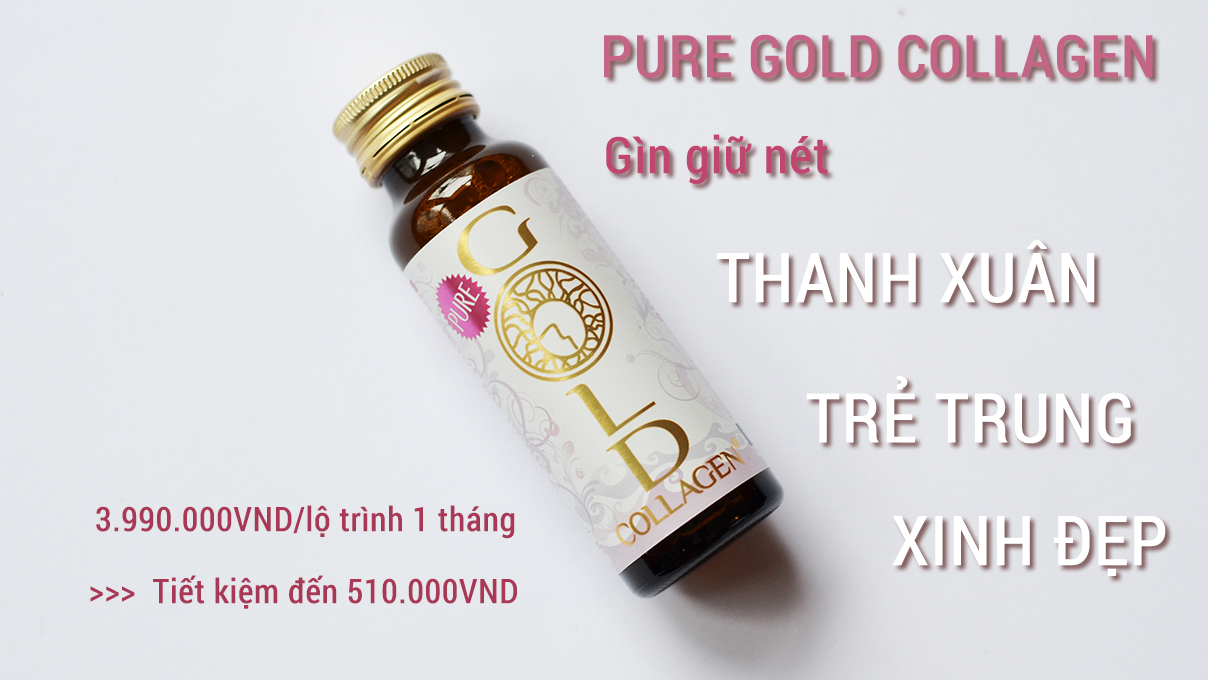 PURE GOLD COLLAGEN
Gìn giữ nét
THANH XUÂN
TRẺ TRUNG
XINH ĐẸP
PURE
GOLD
COLLAGEN
3.990.000VND/lộ trình 1 tháng
>>> Tiết kiệm đến 510.000VND